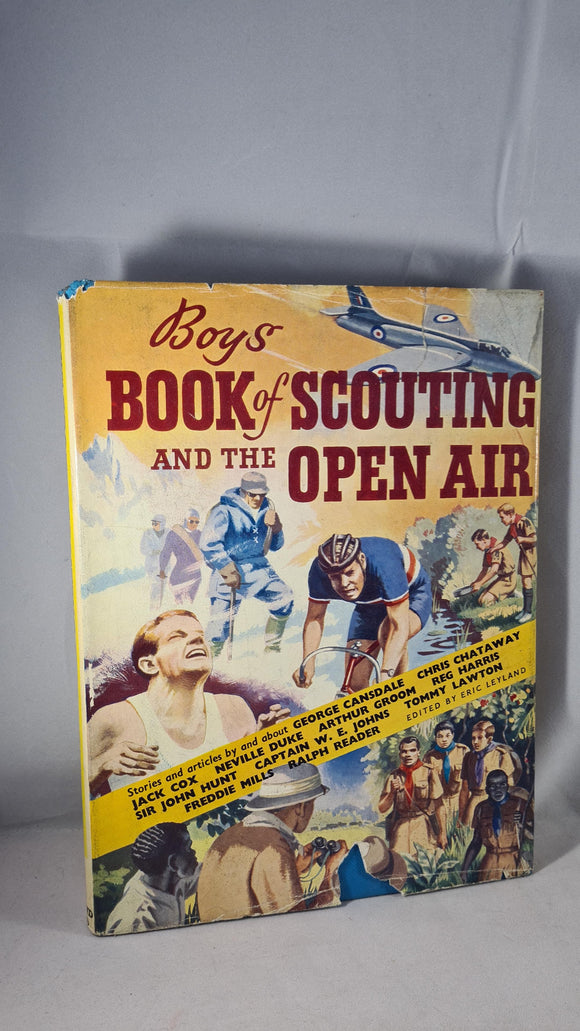 Boys
BOOK of SCOUTING
AND THE OPEN AIR
Stories and articles by and about GEORGE CANSDALE CHRIS CHATAWAY
JACK COX NEVILLE DUKE ARTHUR GROOM REG HARRIS
SIR JOHN HUNT CAPTAIN W. E. JOHNS TOMMY LAWTON
FREDDIE MILLS RALPH READER
EDITED BY ERIC LEYLAND